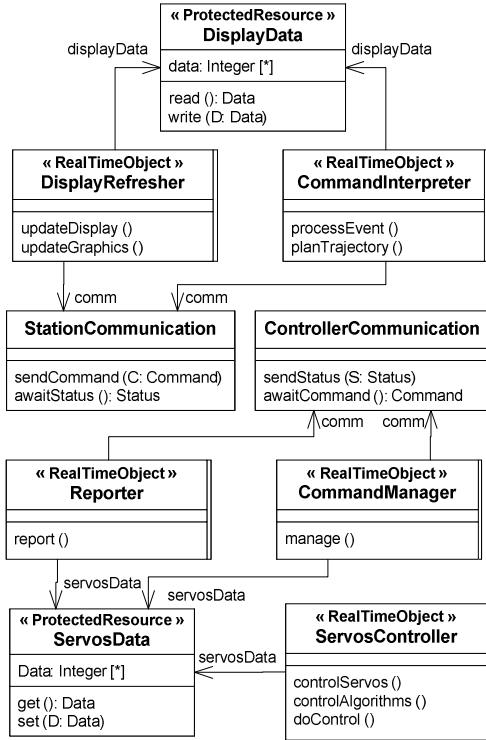 « ProtectedResource »
DisplayData
data: Integer [*]
read (): Data
write (D: Data)
displayData
displayData
« RealTimeObject »
DisplayRefresher
updateDisplay ()
updateGraphics ()
« RealTimeObject »
CommandInterpreter
processEvent ()
planTrajectory ()
comm
comm
StationCommunication
sendCommand (C: Command)
awaitStatus (): Status
ControllerCommunication
sendStatus (S: Status)
awaitCommand (): Command
comm
comm
« RealTimeObject »
Reporter
report ()
« RealTimeObject »
CommandManager
manage ()
servosData
servosData
« ProtectedResource »
ServosData
Data: Integer [*]
get (): Data
set (D: Data)
servosData
« RealTimeObject »
ServosController
controlServos ()
controlAlgorithms ()
doControl ()